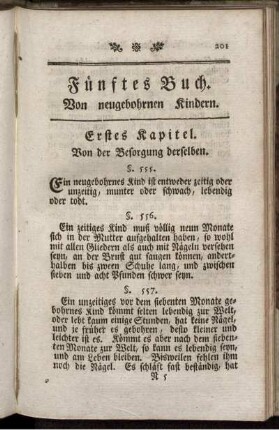 201
Fünftes Buch.
Von neugebohrnen Kindern.
Erstes Kapitel.
Von der Besorgung derselben.
§. 555.
Ein neugebohrnes Kind ist entweder zeitig oder
unzeitig, munter oder schwach, lebendig
oder todt.
§. 556.
Ein zeitiges Kind muß völlig neun Monate
sich in der Mutter aufgehalten haben, so wohl
mit allen Gliedern als auch mit Nägeln versehen
seyn, an der Brust gut saugen können, andert-
halben bis zween Schuhe lang, und zwischen
sieben und acht Pfunden schwer seyn.
§. 557.
Ein unzeitiges vor dem siebenten Monate ge-
bohrnes Kind kömmt selten lebendig zur Welt,
oder lebt kaum einige Stunden, hat keine Nägel,
und je früher es gebohren, desto kleiner und
leichter ist es. Kömmt es aber nach dem sieben-
ten Monate zur Welt, so kann es lebendig seyn,
und am Leben bleiben. Bisweilen fehlen ihm
noch die Nägel. Es schläft fast beständig, hat
N 5